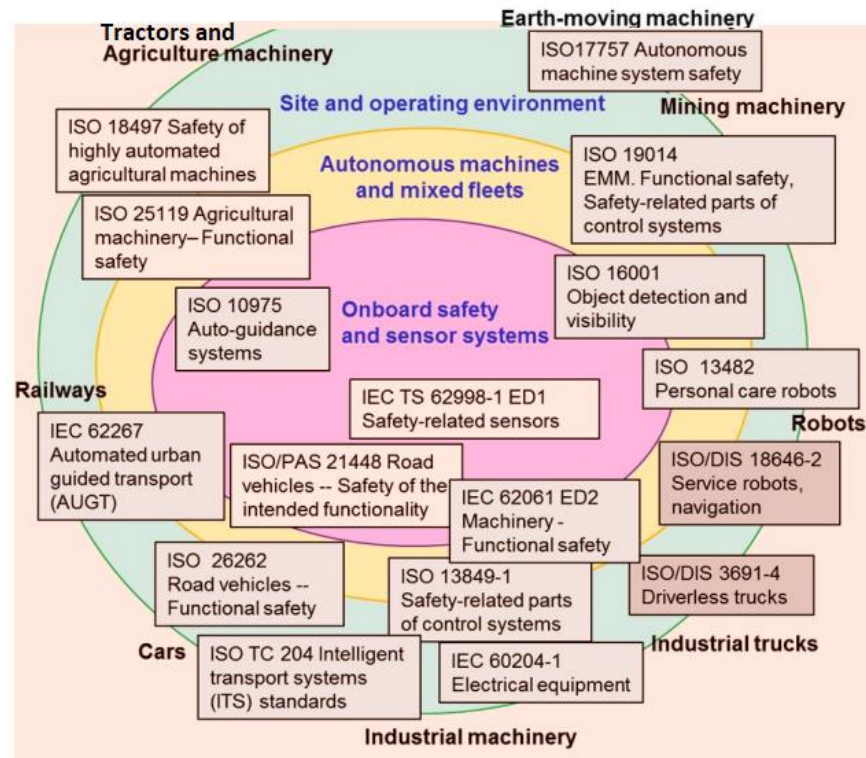 Tractors and
Agriculture machinery
Earth-moving machinery
ISO17757 Autonomous
machine system safety
Mining machinery
Site and operating environment
ISO 18497 Safety of
highly automated
agricultural machines
Autonomous machines
and mixed fleets
ISO 19014
EMM. Functional safety,
Safety-related parts of
control systems
ISO 25119 Agricultural
machinery– Functional
safety
ISO 16001
Object detection and
visibility
ISO 10975
Auto-guidance
systems
Onboard safety
and sensor systems
ISO 13482
Personal care robots
Railways
Robots
IEC TS 62998-1 ED1
Safety-related sensors
IEC 62267
Automated urban
guided transport
(AUGT)
ISO/PAS 21448 Road
vehicles -- Safety of the
intended functionality
ISO/DIS 18646-2
Service robots,
navigation
IEC 62061 ED2
Machinery -
Functional safety
ISO 26262
Road vehicles --
Functional safety
ISO 13849-1
Safety-related parts
of control systems
ISO/DIS 3691-4
Driverless trucks
Industrial trucks
Cars
ISO TC 204 Intelligent
transport systems
(ITS) standards
IEC 60204-1
Electrical equipment
Industrial machinery